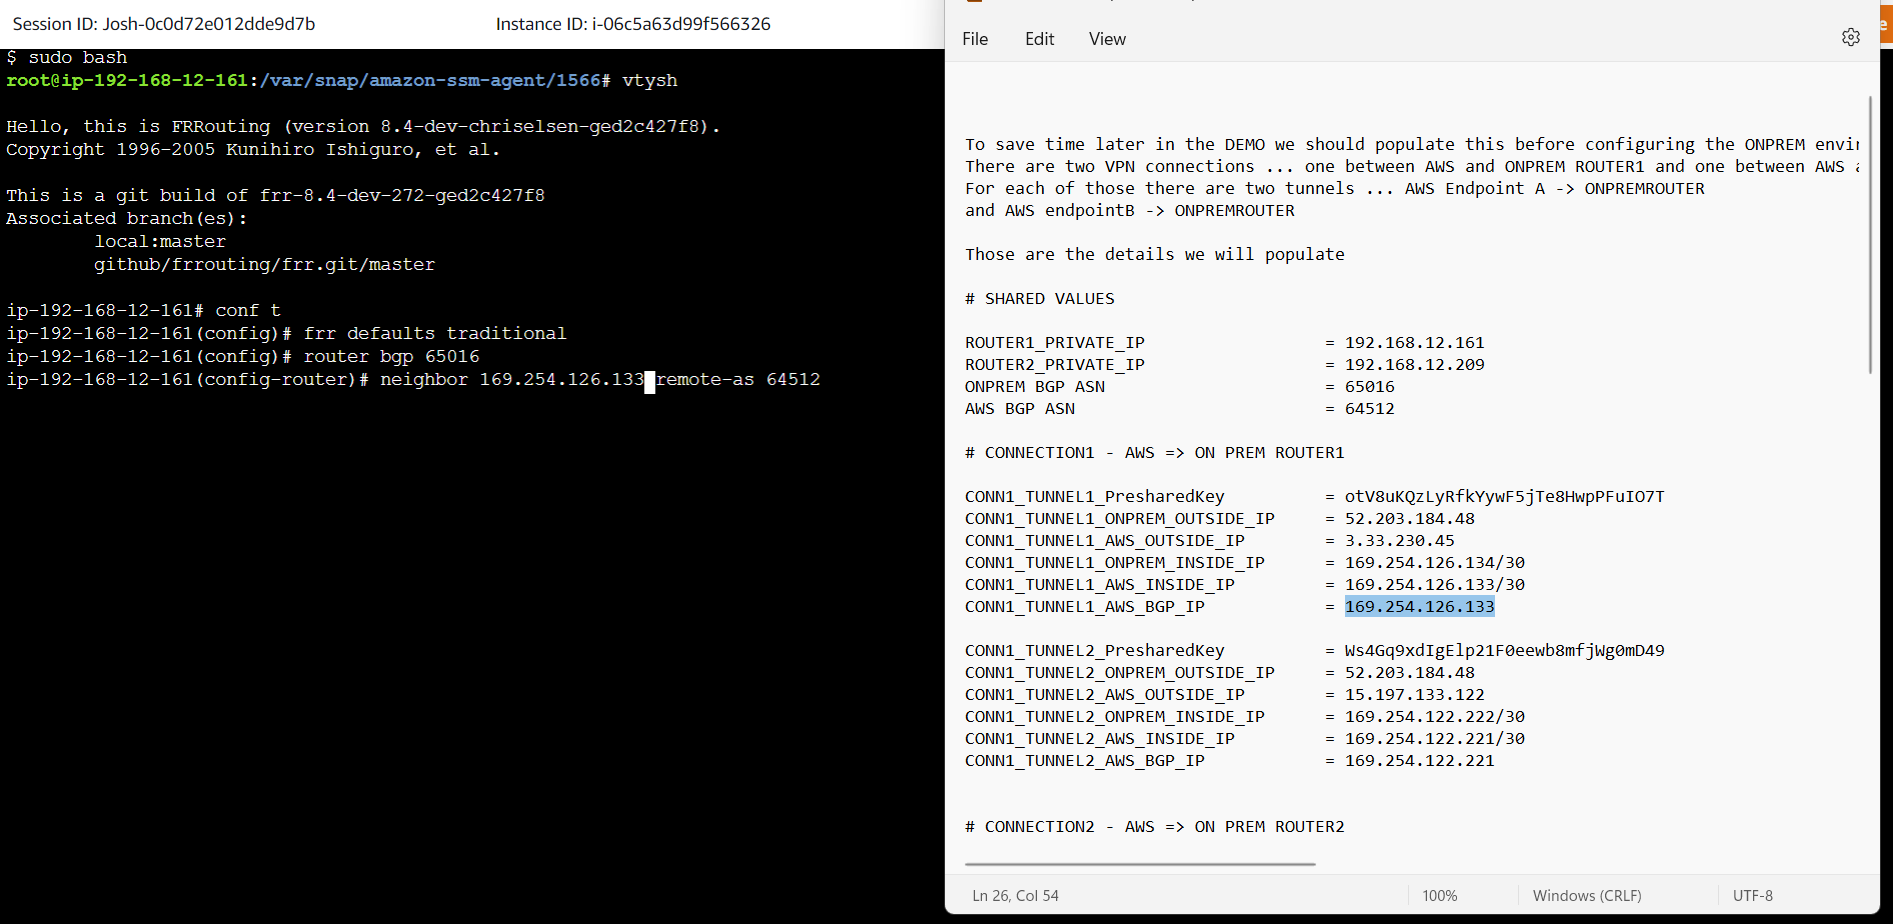 Session ID: Josh-0c0d72e012dde9d7b
Instance ID: i-06c5a63d99f566326
$ sudo bash
root@ip-192-168-12-161:/var/snap/amazon-ssm-agent/1566# vtysh
Hello, this is FRRouting (version 8.4-dev-chriselsen-ged2c427f8).
Copyright 1996-2005 Kunihiro Ishiguro, et al.
This is a git build of frr-8.4-dev-272-ged2c427f8
Associated branch(es):
local:master
github/frrouting/frr.git/master
ip-192-168-12-161# conf t
ip-192-168-12-161(config)# frr defaults traditional
ip-192-168-12-161(config)# router bgp 65016
ip-192-168-12-161(config-router)# neighbor 169.254.126.133 remote-as 64512
File Edit View
To save time later in the DEMO we should populate this before configuring the ONPREM
There are two VPN connections ... one between AWS and ONPREM ROUTER1 and one between AWS
For each of those there are two tunnels ... AWS Endpoint A -> ONPREMROUTER
and AWS endpointB -> ONPREMROUTER
Those are the details we will populate
# SHARED VALUES
ROUTER1_PRIVATE_IP = 192.168.12.161
ROUTER2_PRIVATE_IP = 192.168.12.209
ONPREM BGP ASN = 65016
AWS BGP ASN = 64512
# CONNECTION1 - AWS => ON PREM ROUTER1
CONN1_TUNNEL1_PresharedKey = otV8uKQzLyRfkYywF5jTe8HwpPFuIO7T
CONN1_TUNNEL1_ONPREM_OUTSIDE_IP = 52.203.184.48
CONN1_TUNNEL1_AWS_OUTSIDE_IP = 3.33.230.45
CONN1_TUNNEL1_ONPREM_INSIDE_IP = 169.254.126.134/30
CONN1_TUNNEL1_AWS_INSIDE_IP = 169.254.126.133/30
CONN1_TUNNEL1_AWS_BGP_IP = 169.254.126.133
CONN1_TUNNEL2_PresharedKey = Ws4Gq9xdIgElp21F0eewb8mfjWg0mD49
CONN1_TUNNEL2_ONPREM_OUTSIDE_IP = 52.203.184.48
CONN1_TUNNEL2_AWS_OUTSIDE_IP = 15.197.133.122
CONN1_TUNNEL2_ONPREM_INSIDE_IP = 169.254.122.222/30
CONN1_TUNNEL2_AWS_INSIDE_IP = 169.254.122.221/30
CONN1_TUNNEL2_AWS_BGP_IP = 169.254.122.221
# CONNECTION2 - AWS => ON PREM ROUTER2
Ln 26, Col 54
100%
Windows (CRLF)
UTF-8